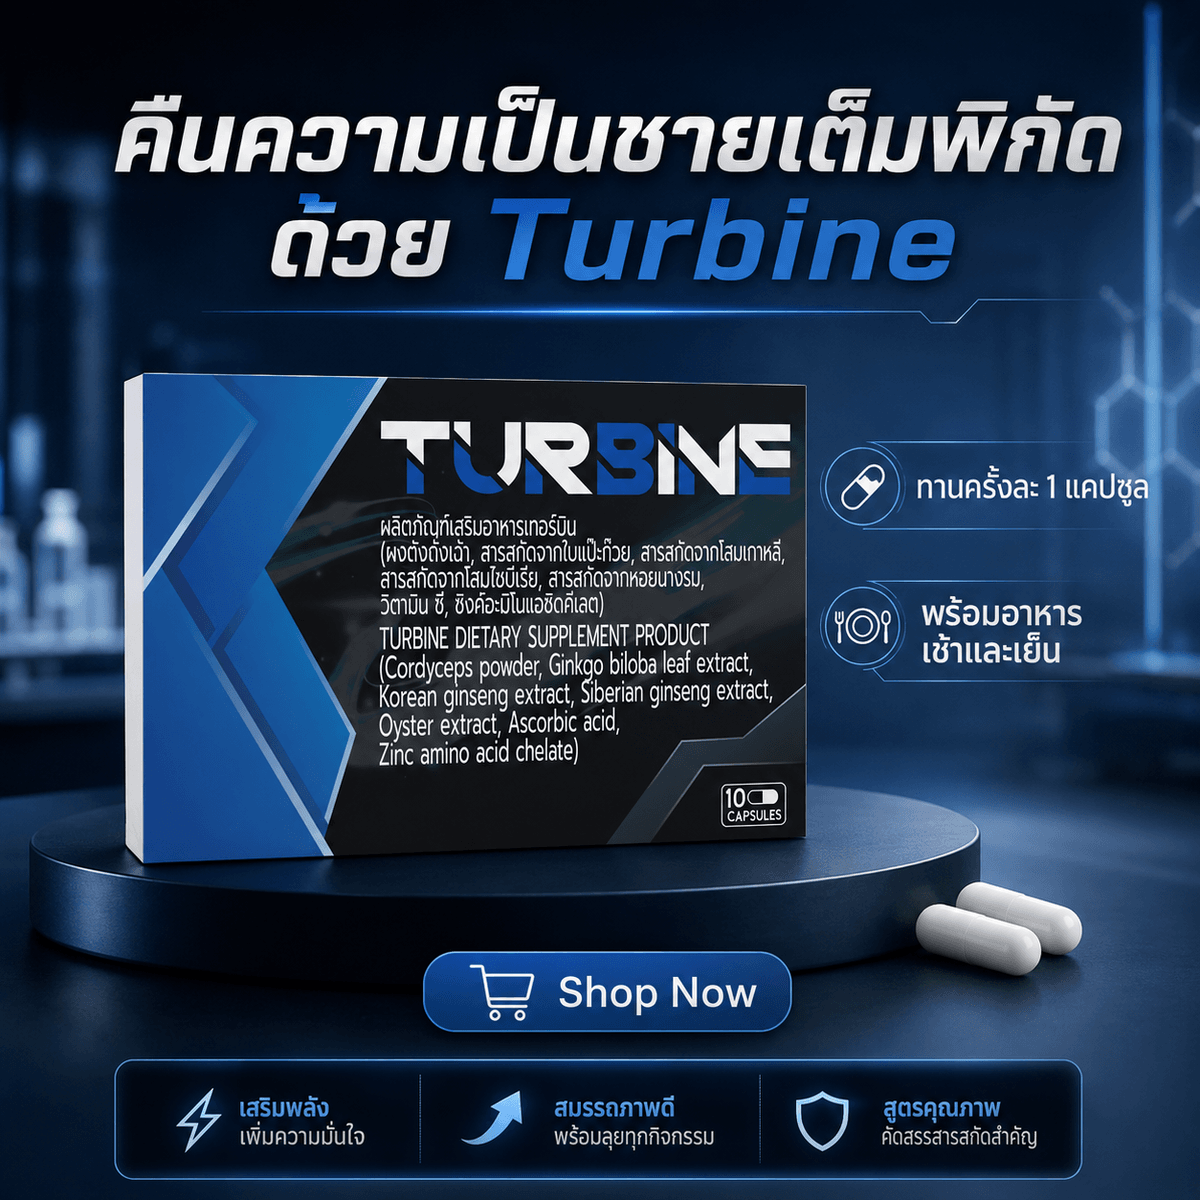 คืนความเป็นชายเต็มพิกัด
ด้วย Turbine
TURBINE
ผลิตภัณฑ์เสริมอาหารเทอร์บิน
(ผงตังถั่งเฉ้า, สารสกัดจากใบแป๊ะก๊วย, สารสกัดจากโสมเกาหลี,
สารสกัดจากโสมไซบีเรีย, สารสกัดจากหอยนางรม,
วิตามิน ซี, ซิงค์อะมิโนแอซิดคีเลต)
TURBINE DIETARY SUPPLEMENT PRODUCT
(Cordyceps powder, Ginkgo biloba leaf extract,
Korean ginseng extract, Siberian ginseng extract,
Oyster extract, Ascorbic acid,
Zinc amino acid chelate)
10
CAPSULES
ทานครั้งละ 1 แคปซูล
พร้อมอาหาร
เช้าและเย็น
Shop Now
เสริมพลัง
เพิ่มความมั่นใจ
สมรรถภาพดี
พร้อมลุยทุกกิจกรรม
สูตรคุณภาพ
คัดสรรสารสกัดสำคัญ